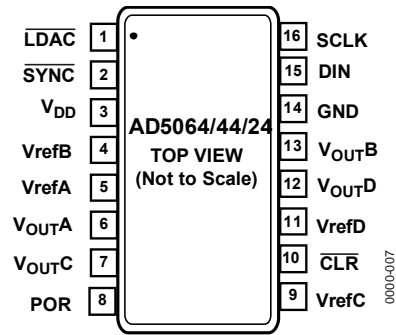 LDAC 1
SYNC 2
VDD 3
VrefB 4
VrefA 5
VOUTA 6
VOUTC 7
POR 8
AD5064/44/24
TOP VIEW
(Not to Scale)
16 SCLK
15 DIN
14 GND
13 VOUTB
12 VOUTD
11 VrefD
10 CLR
9 VrefC
0000-007